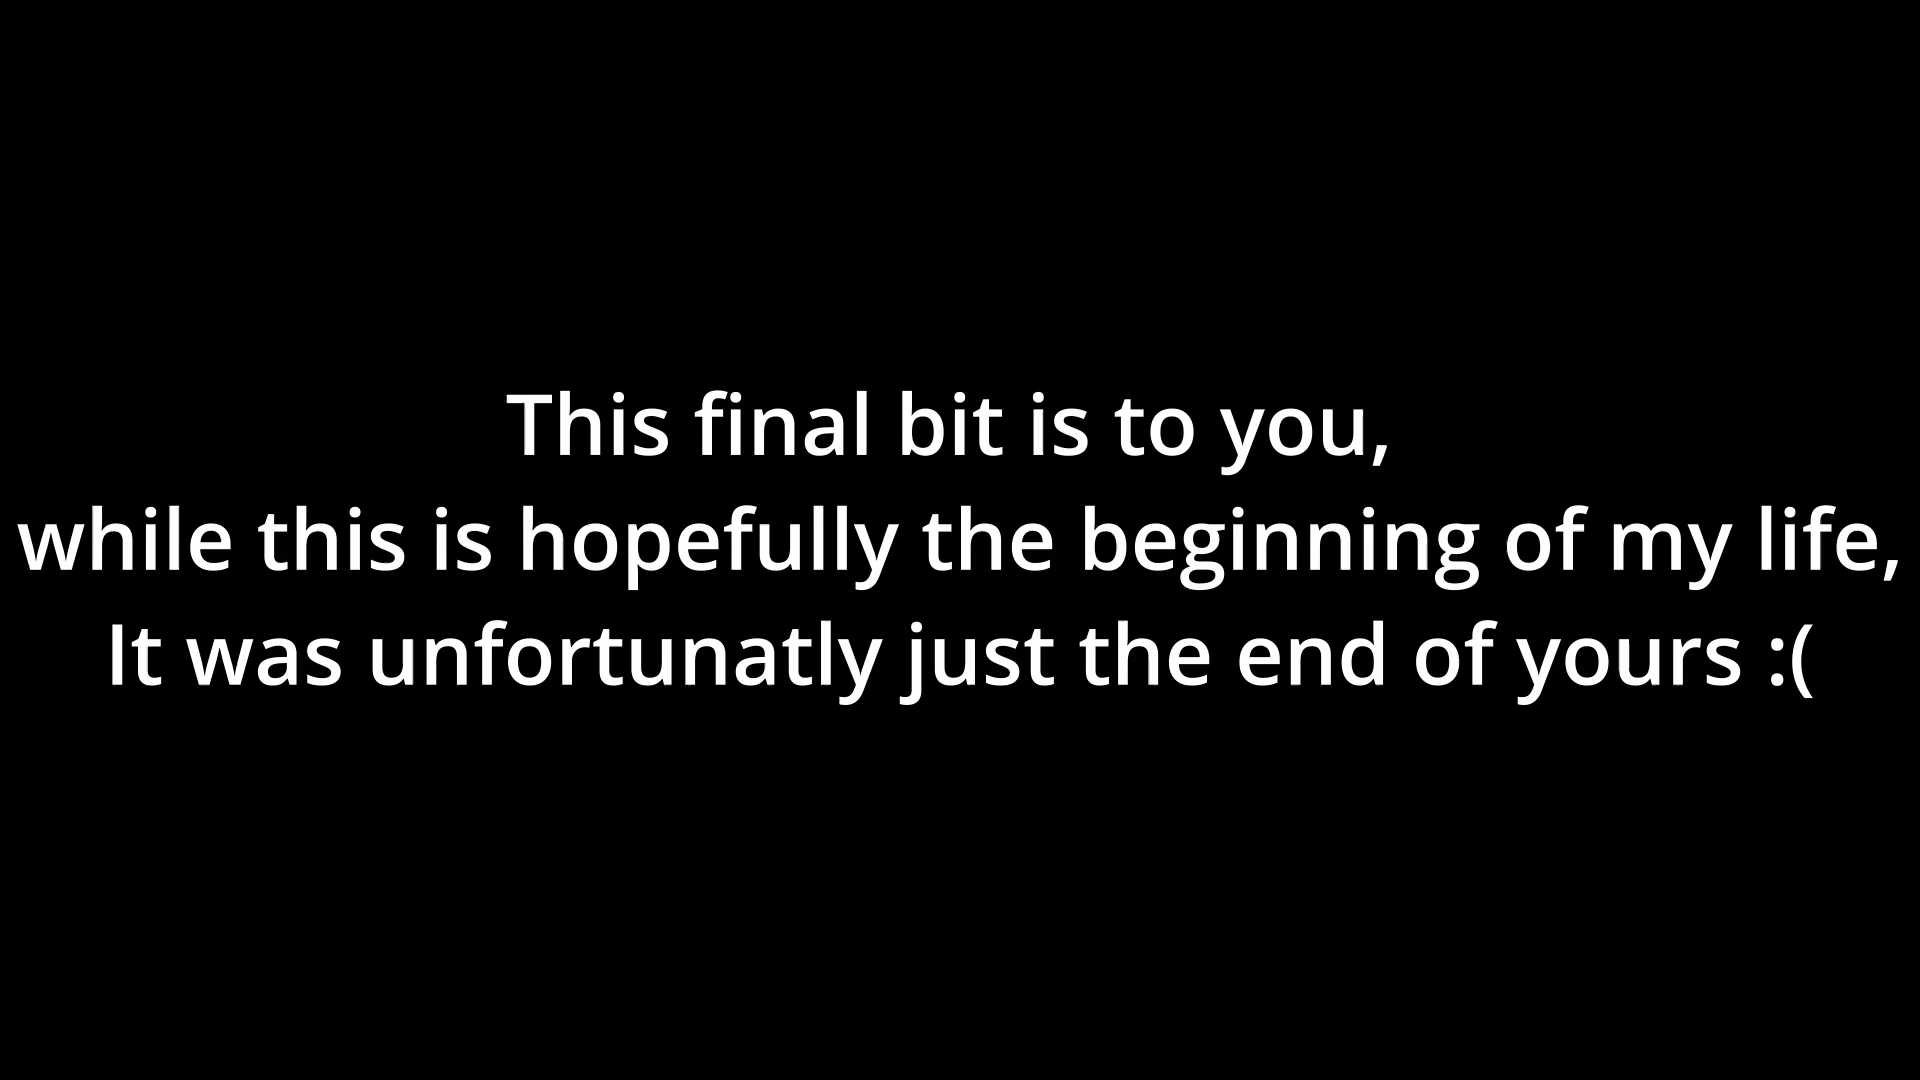 This final bit is to you,
while this is hopefully the beginning of my life,
It was unfortunatly just the end of yours :(